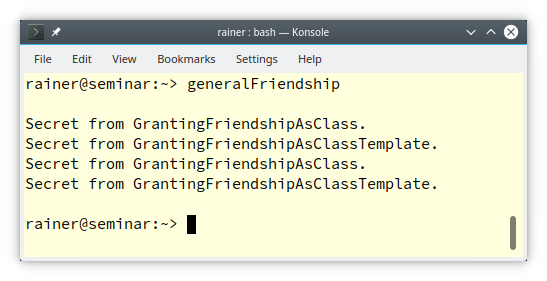 rainer : bash — Konsole
File Edit View Bookmarks Settings Help
rainer@seminar:~> generalFriendship
Secret from GrantingFriendshipAsClass.
Secret from GrantingFriendshipAsClassTemplate.
Secret from GrantingFriendshipAsClass.
Secret from GrantingFriendshipAsClassTemplate.
rainer@seminar:~>